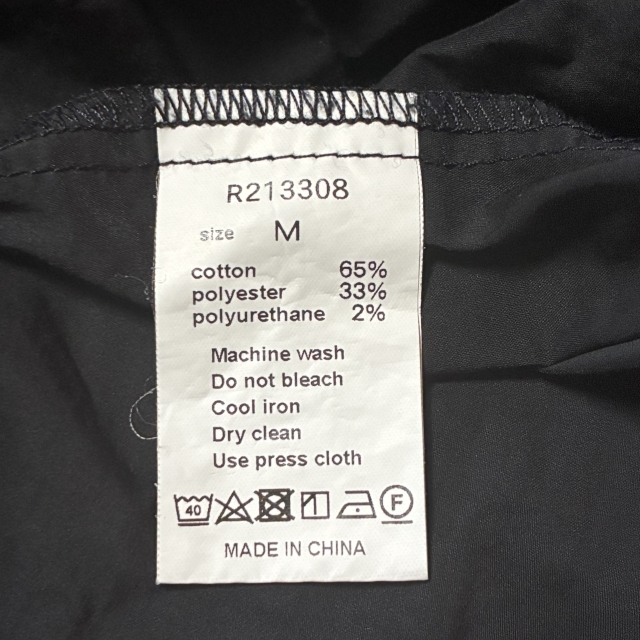 R213308
size M
cotton 65%
polyester 33%
polyurethane 2%
Machine wash
Do not bleach
Cool iron
Dry clean
Use press cloth
40 F
MADE IN CHINA